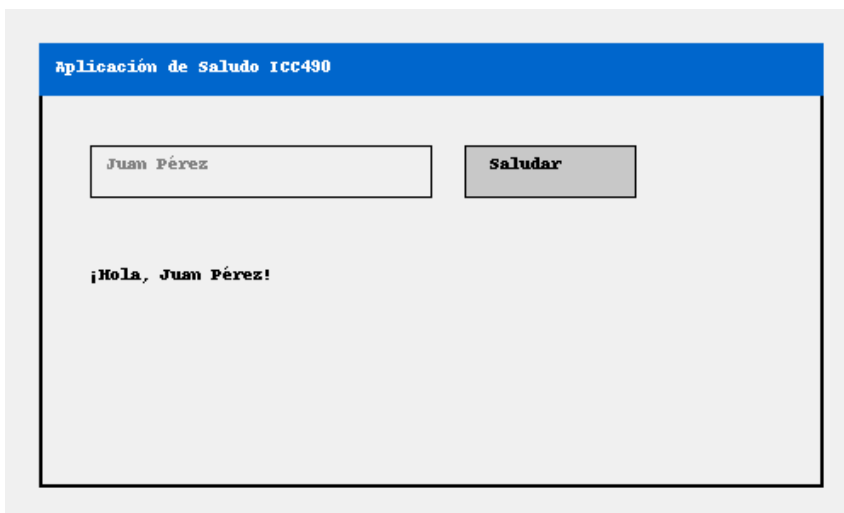 Aplicación de Saludo ICC490
Juan Pérez
Saludar
¡Hola, Juan Pérez!